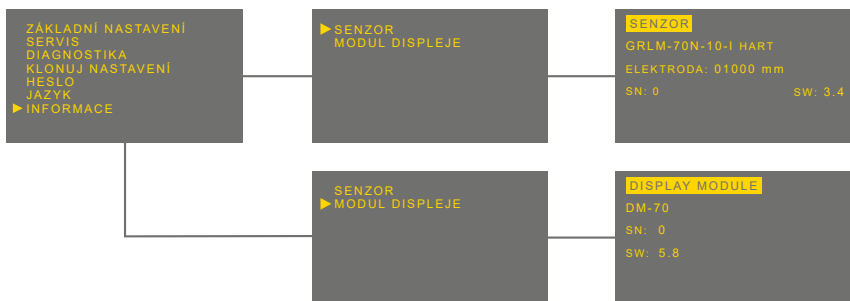 ZÁKLADNÍ NASTAVENÍ
SERVIS
DIAGNOSTIKA
KLONUJ NASTAVENÍ
HESLO
JAZYK
INFORMACE
SENZOR
MODUL DISPLEJE
SENZOR
GRLM-70N-10-I HART
ELEKTRODA: 01000 mm
SN: 0 SW: 3.4
SENZOR
MODUL DISPLEJE
DISPLAY MODULE
DM-70
SN: 0
SW: 5.8